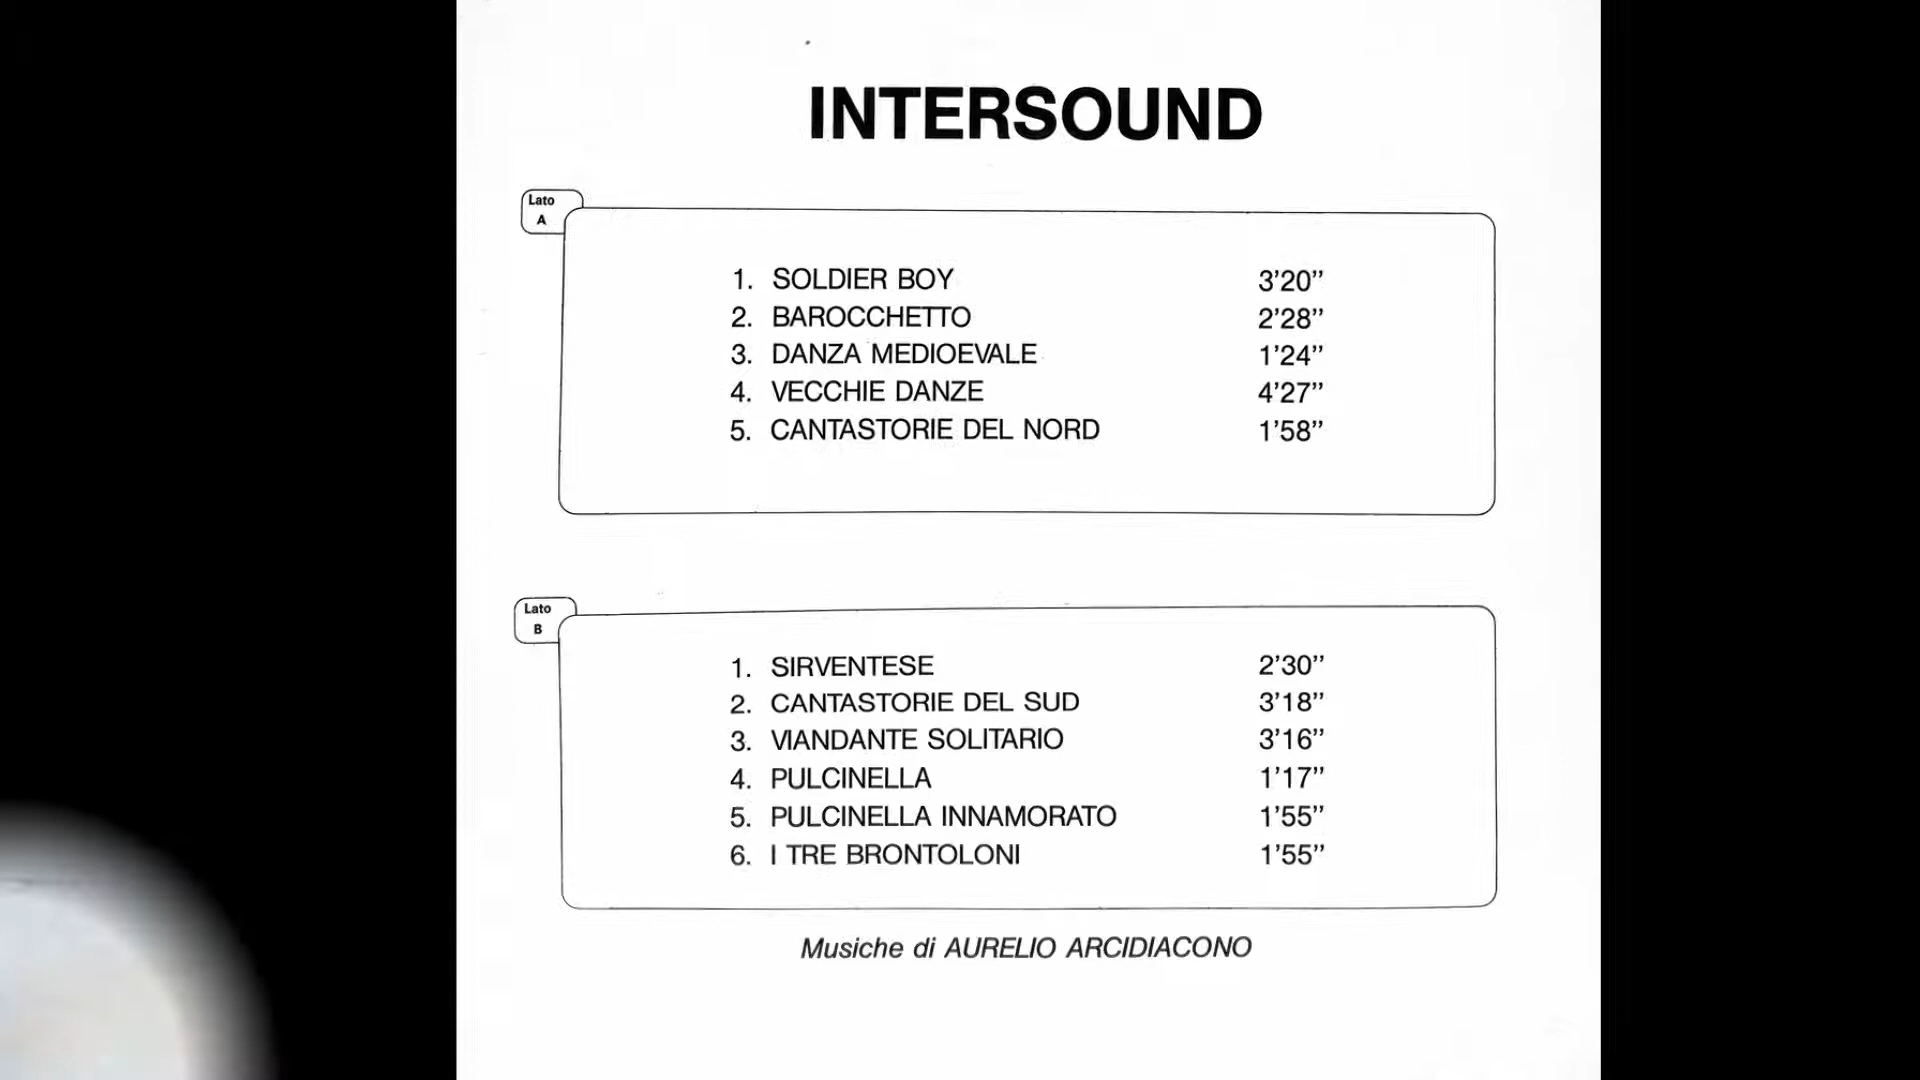 INTERSOUND
Lato
A
1. SOLDIER BOY 3'20''
2. BAROCCHETTO 2'28''
3. DANZA MEDIOEVALE 1'24''
4. VECCHIE DANZE 4'27''
5. CANTASTORIE DEL NORD 1'58''
Lato
B
1. SIRVENTESE 2'30''
2. CANTASTORIE DEL SUD 3'18''
3. VIANDANTE SOLITARIO 3'16''
4. PULCINELLA 1'17''
5. PULCINELLA INNAMORATO 1'55''
6. I TRE BRONTOLONI 1'55''
Musiche di AURELIO ARCIDIACONO